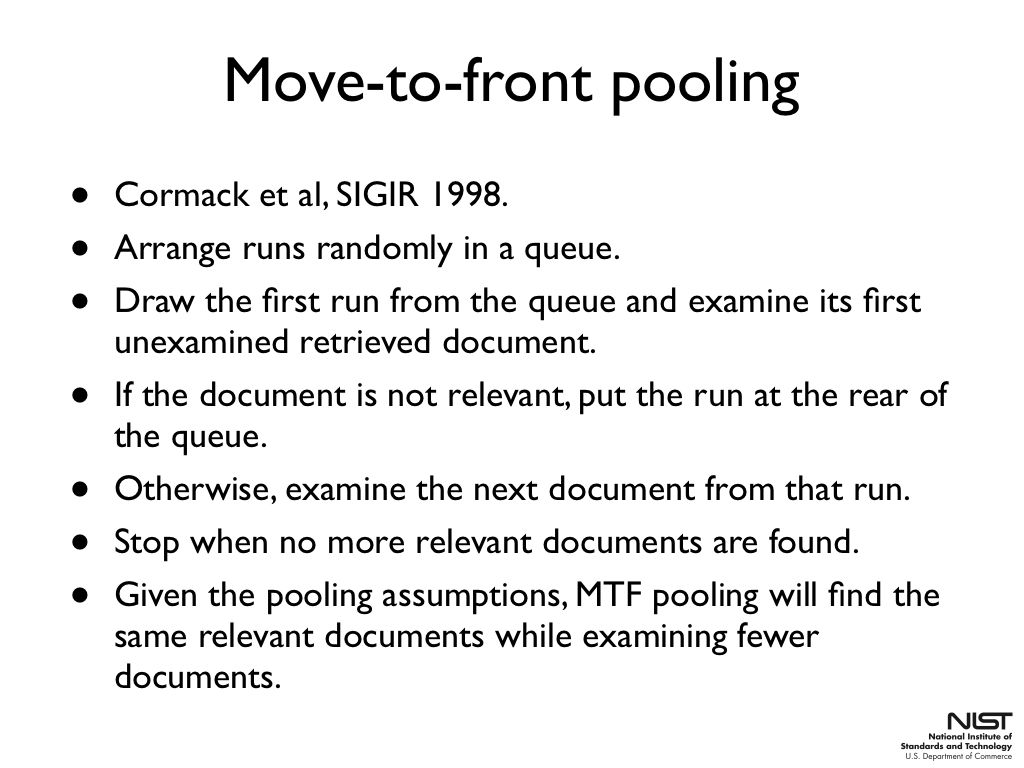 Move-to-front pooling
• Cormack et al, SIGIR 1998.
• Arrange runs randomly in a queue.
• Draw the first run from the queue and examine its first
unexamined retrieved document.
• If the document is not relevant, put the run at the rear of
the queue.
• Otherwise, examine the next document from that run.
• Stop when no more relevant documents are found.
• Given the pooling assumptions, MTF pooling will find the
same relevant documents while examining fewer
documents.
NIST
National Institute of
Standards and Technology
U.S. Department of Commerce